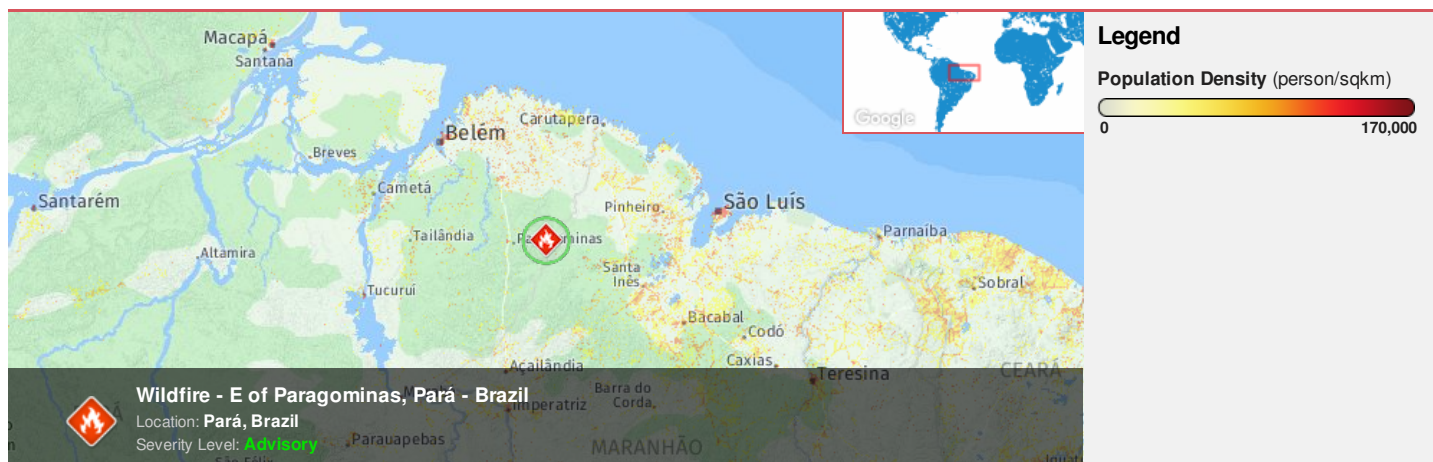 Macapá
Santana
Carutapera
Belém
Breves
Cametá
Santarém
Pinheiro
São Luís
Parnaíba
Tailândia
minas
Altamira
Santa
Inês
Sobral
Tucuruí
Bacabal
Codó
Caxias
Açailândia
Teresina
CEARÁ
Barra do
Corda
Imperatriz
Parauapebas
MARANHÃO
Google
Wildfire - E of Paragominas, Pará - Brazil
Location: Pará, Brazil
Severity Level: Advisory
Legend
Population Density (person/sqkm)
0 170,000